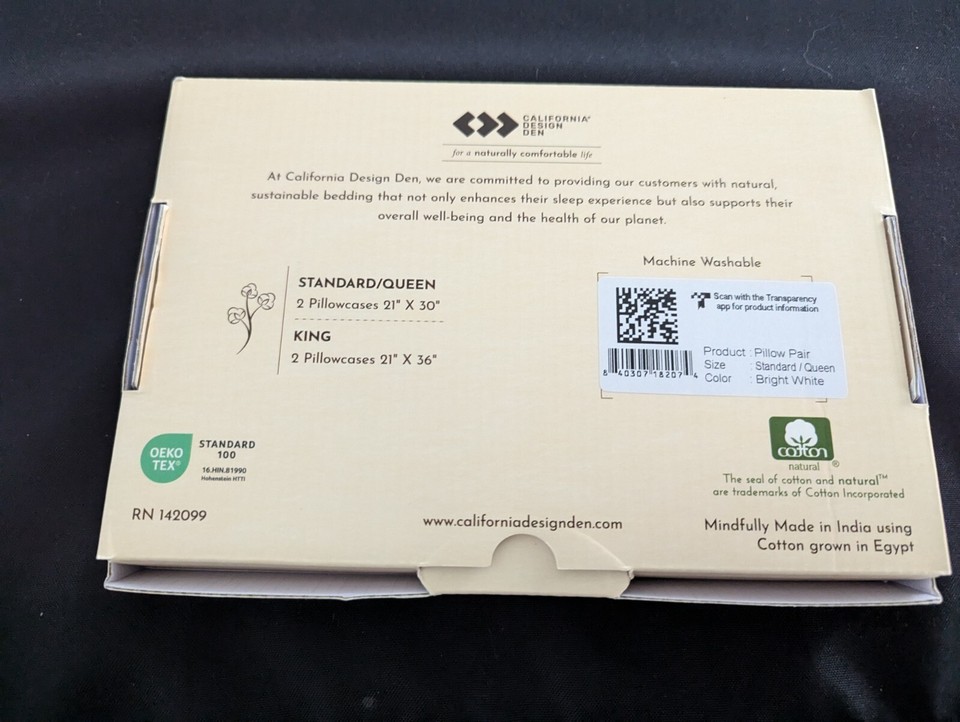 CALIFORNIA®
DESIGN
DEN
for a naturally comfortable life
At California Design Den, we are committed to providing our customers with natural,
sustainable bedding that not only enhances their sleep experience but also supports their
overall well-being and the health of our planet.
STANDARD/QUEEN
2 Pillowcases 21" X 30"
KING
2 Pillowcases 21" X 36"
Machine Washable
Scan with the Transparency
app for product information
8 40307 18207 4
Product : Pillow Pair
Size : Standard / Queen
Color : Bright White
OEKO
TEX®
STANDARD
100
16.HIN.81990
Hohenstein HTTI
RN 142099
www.californiadesignden.com
cotton
natural ®
The seal of cotton and natural™
are trademarks of Cotton Incorporated
Mindfully Made in India using
Cotton grown in Egypt